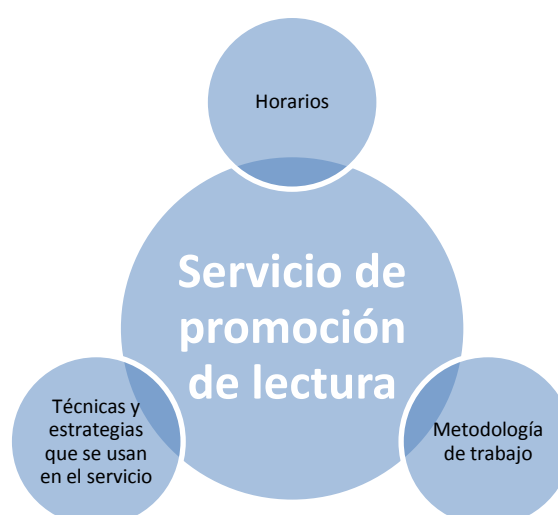 Horarios
Servicio de
promoción
de lectura
Técnicas y
estrategias
que se usan
en el servicio
Metodología
de trabajo